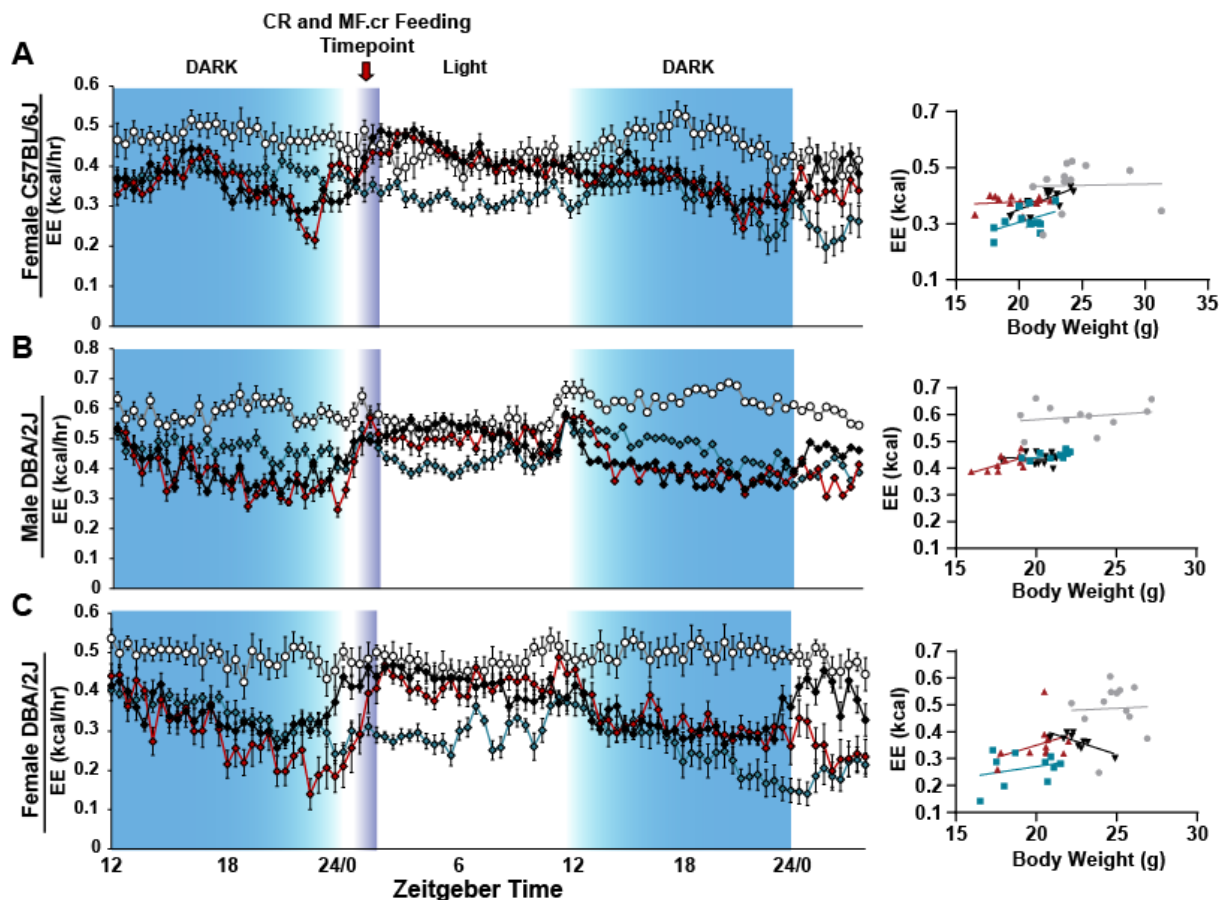 CR and MF.cr Feeding
Timepoint
A
DARK
Light
DARK
Female C57BL/6J
EE (kcal/hr)
0.6
0.5
0.4
0.3
0.2
0.1
0
EE (kcal)
0.7
0.5
0.3
0.1
15 20 25 30 35
Body Weight (g)
B
Male DBA/2J
EE (kcal/hr)
0.8
0.7
0.6
0.5
0.4
0.3
0.2
0.1
0
EE (kcal)
0.7
0.6
0.5
0.4
0.3
0.2
0.1
15 20 25 30
Body Weight (g)
C
Female DBA/2J
EE (kcal/hr)
0.6
0.5
0.4
0.3
0.2
0.1
0
12 18 24/0 6 12 18 24/0
Zeitgeber Time
EE (kcal)
0.7
0.6
0.5
0.4
0.3
0.2
0.1
15 20 25 30
Body Weight (g)